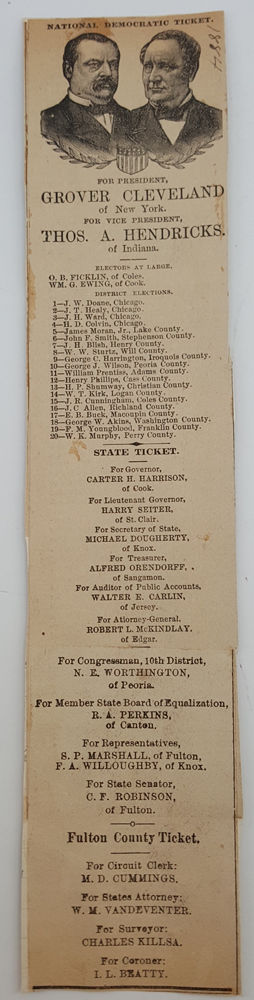 NATIONAL DEMOCRATIC TICKET.
1884
FOR PRESIDENT,
GROVER CLEVELAND
of New York.
FOR VICE PRESIDENT,
THOS. A. HENDRICKS.
of Indiana.
ELECTORS AT LARGE.
O. B. FICKLIN, of Coles.
WM. G. EWING, of Cook.
DISTRICT ELECTIONS.
1—J. W. Doane, Chicago.
2—J. T. Healy, Chicago.
3—J. H. Ward, Chicago.
4—H. D. Colvin, Chicago.
5—James Moran, Jr., Lake County.
6—John F. Smith, Stephenson County.
7—J. H. Blish, Henry County.
8—W. W. Sturtz, Will County.
9—George C. Harrington, Iroquois County.
10—George J. Wilson, Peoria County.
11—William Prentiss, Adams County.
12—Henry Phillips, Cass County.
13—H. P. Shumway, Christian County.
14—W. T. Kirk, Logan County.
15—J. R. Cunningham, Coles County.
16—J. C Allen, Richland County.
17—E. B. Buck, Macoupin County.
18—George W. Akins, Washington County.
19—F. M. Youngblood, Franklin County.
20—W. K. Murphy, Perry County.
STATE TICKET.
For Governor,
CARTER H. HARRISON,
of Cook.
For Lieutenant Governor,
HARRY SEITER,
of St. Clair.
For Secretary of State,
MICHAEL DOUGHERTY,
of Knox.
For Treasurer,
ALFRED ORENDORFF,
of Sangamon.
For Auditor of Public Accounts,
WALTER E. CARLIN,
of Jersey.
For Attorney-General.
ROBERT L. McKINDLAY.
of Edgar.
For Congressman, 10th District,
N. E. WORTHINGTON,
of Peoria.
For Member State Board of Equalization,
R. A. PERKINS,
of Canton.
For Representatives,
S. P. MARSHALL, of Fulton,
F. A. WILLOUGHBY, of Knox.
For State Senator,
C. F. ROBINSON,
of Fulton.
Fulton County Ticket.
For Circuit Clerk:
M. D. CUMMINGS.
For States Attorney:
W. M. VANDEVENTER.
For Surveyor:
CHARLES KILLSA.
For Coroner:
I. L. BEATTY.